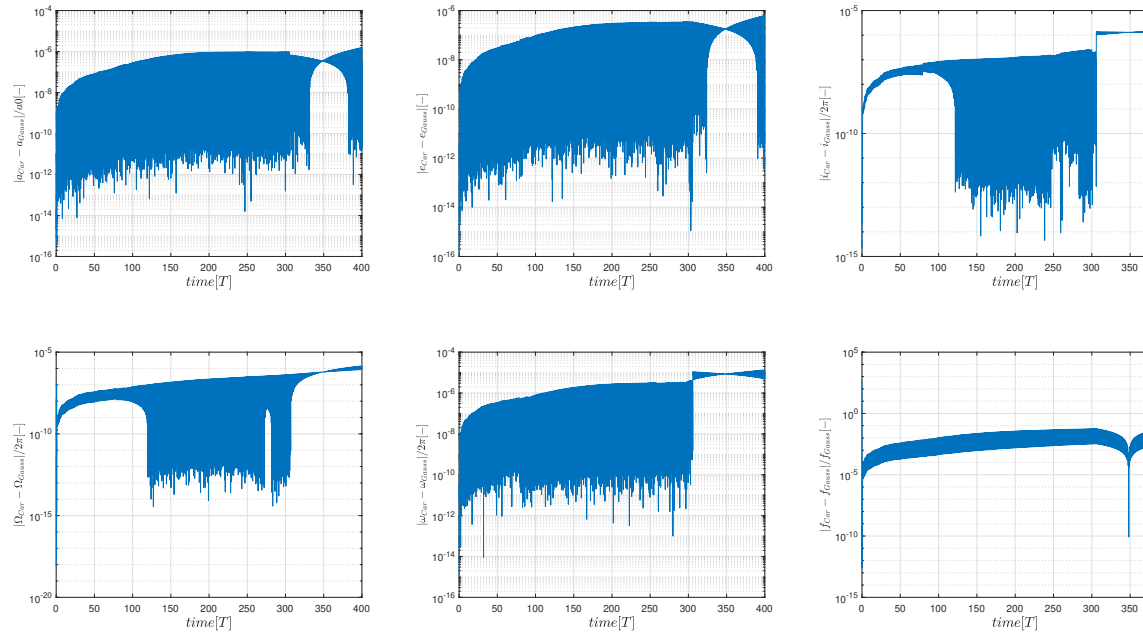 10^-4
10^-6
10^-8
10^-10
10^-12
10^-14
10^-16
|a_Car − a_Gauss|/a0[−]
0 50 100 150 200 250 300 350 400
time[T]
10^-6
10^-8
10^-10
10^-12
10^-14
10^-16
|e_Car − e_Gauss|[−]
0 50 100 150 200 250 300 350 400
time[T]
10^-5
10^-10
10^-15
|i_Car − i_Gauss|/2π[−]
0 50 100 150 200 250 300 350
time[T]
10^-5
10^-10
10^-15
10^-20
|Ω_Car − Ω_Gauss|/2π[−]
0 50 100 150 200 250 300 350 400
time[T]
10^-4
10^-6
10^-8
10^-10
10^-12
10^-14
10^-16
|ω_Car − ω_Gauss|/2π[−]
0 50 100 150 200 250 300 350 400
time[T]
10^5
10^0
10^-5
10^-10
10^-15
|f_Car − f_Gauss|/f_Gauss[−]
0 50 100 150 200 250 300 350
time[T]